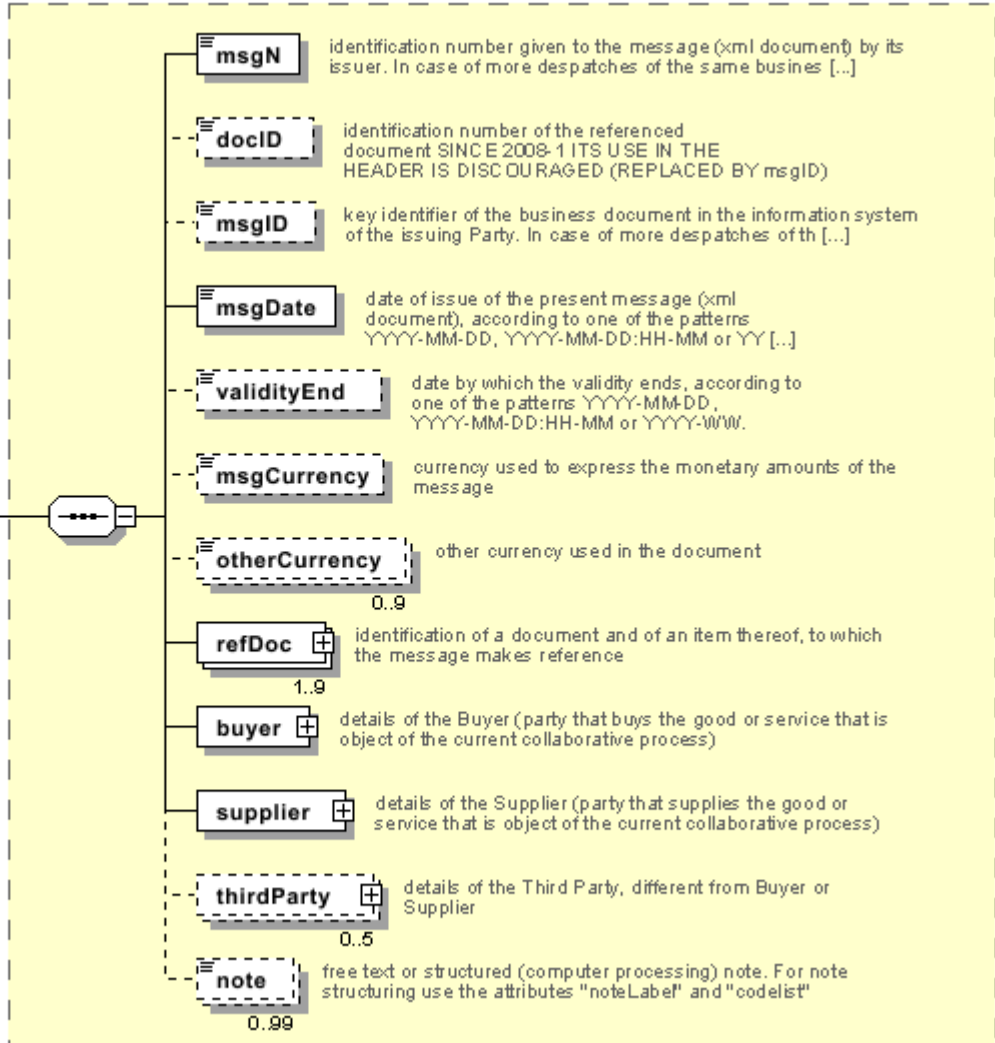 msgN
identification number given to the message (xml document) by its
issuer. In case of more despatches of the same busines [...]
docID
identification number of the referenced
document SINCE 2008-1 ITS USE IN THE
HEADER IS DISCOURAGED (REPLACED BY msgID)
msgID
key identifier of the business document in the information system
of the issuing Party. In case of more despatches of th [...]
msgDate
date of issue of the present message (xml
document), according to one of the patterns
YYYY-MM-DD, YYYY-MM-DD:HH-MM or YY [...]
validityEnd
date by which the validity ends, according to
one of the patterns YYYY-MM-DD,
YYYY-MM-DD:HH-MM or YYYY-WW.
msgCurrency
currency used to express the monetary amounts of the
message
otherCurrency
other currency used in the document
0..9
refDoc
identification of a document and of an item thereof, to which
the message makes reference
1..9
buyer
details of the Buyer (party that buys the good or service that is
object of the current collaborative process)
supplier
details of the Supplier (party that supplies the good or
service that is object of the current collaborative process)
thirdParty
details of the Third Party, different from Buyer or
Supplier
0..5
note
free text or structured (computer processing) note. For note
structuring use the attributes "noteLabel" and "codelist"
0..99